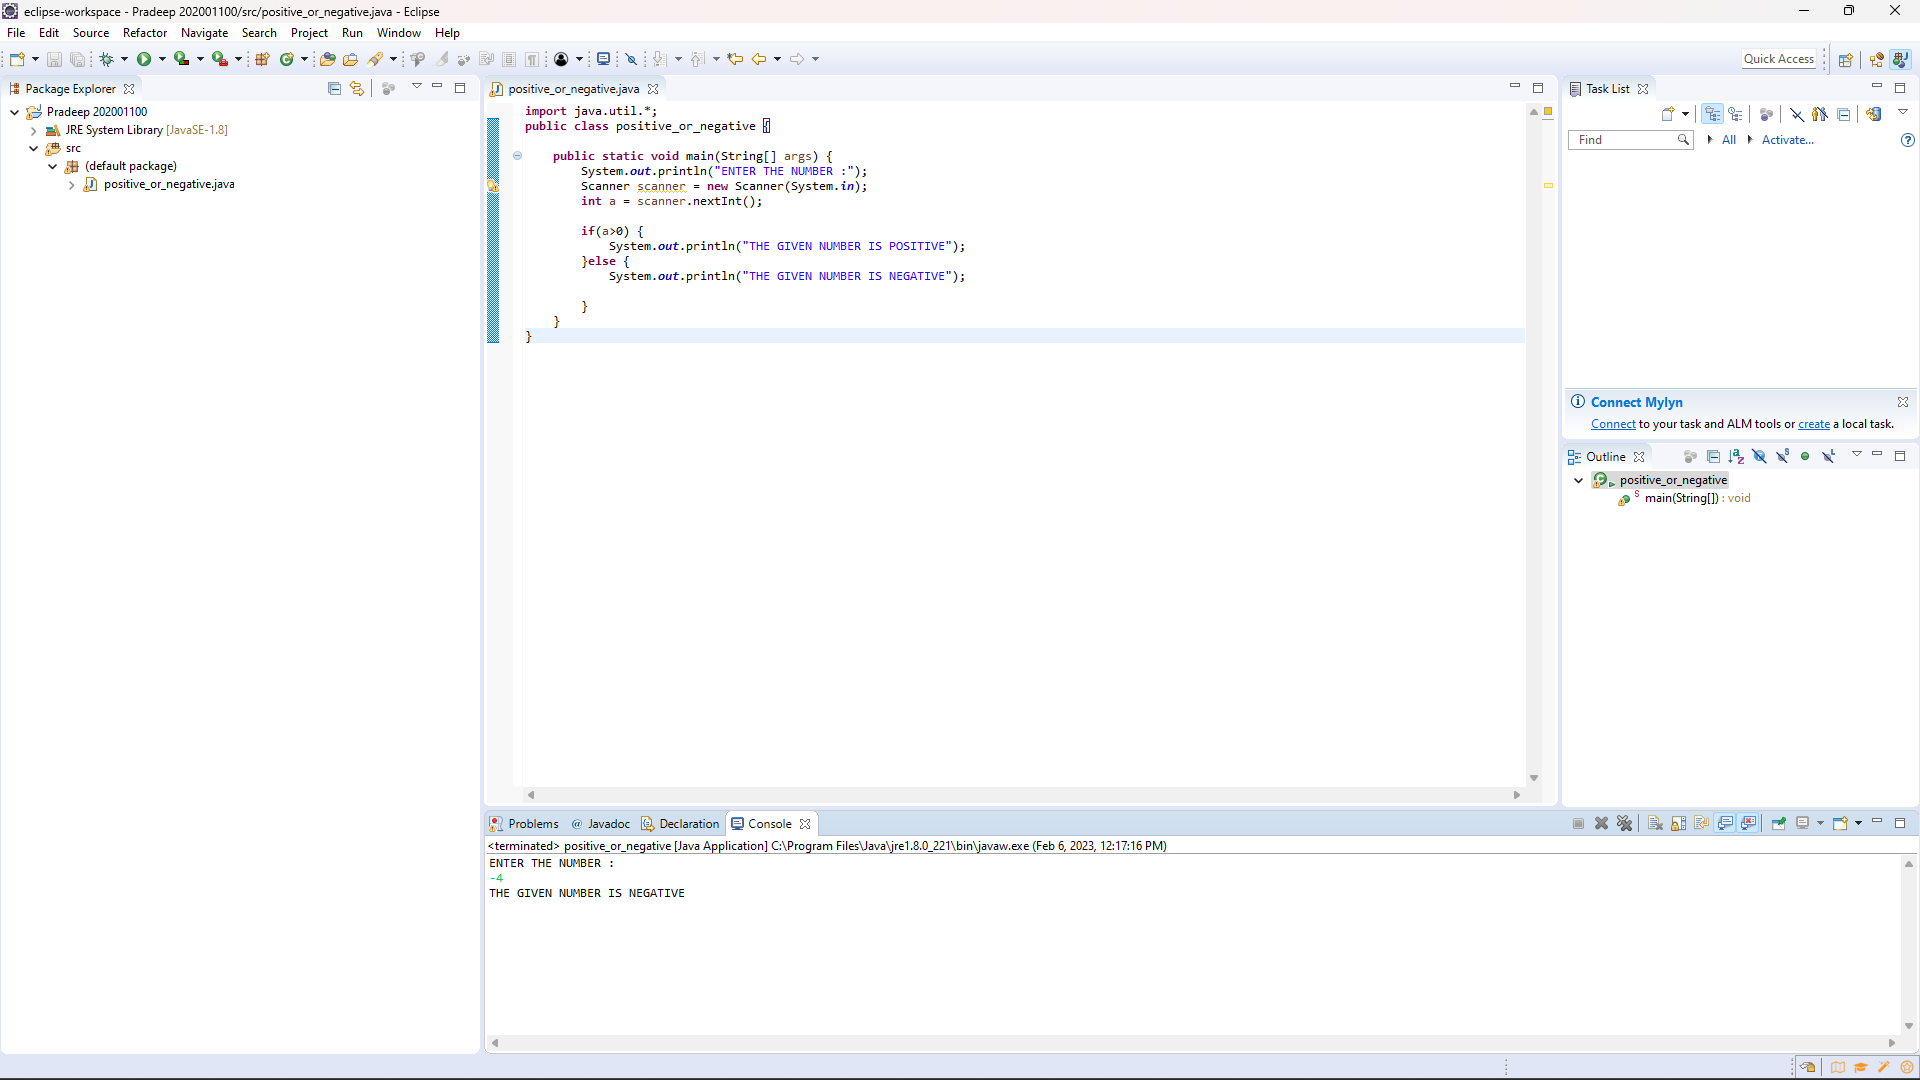 eclipse-workspace - Pradeep 202001100/src/positive_or_negative.java - Eclipse
File Edit Source Refactor Navigate Search Project Run Window Help
Quick Access
Package Explorer
Pradeep 202001100
JRE System Library [JavaSE-1.8]
src
(default package)
positive_or_negative.java
positive_or_negative.java
import java.util.*;
public class positive_or_negative {
public static void main(String[] args) {
System.out.println("ENTER THE NUMBER :");
Scanner scanner = new Scanner(System.in);
int a = scanner.nextInt();
if(a>0) {
System.out.println("THE GIVEN NUMBER IS POSITIVE");
}else {
System.out.println("THE GIVEN NUMBER IS NEGATIVE");
}
}
}
Task List
Find All Activate...
Connect Mylyn
Connect to your task and ALM tools or create a local task.
Outline
positive_or_negative
main(String[]) : void
Problems @ Javadoc Declaration Console
<terminated> positive_or_negative [Java Application] C:\Program Files\Java\jre1.8.0_221\bin\javaw.exe (Feb 6, 2023, 12:17:16 PM)
ENTER THE NUMBER :
-4
THE GIVEN NUMBER IS NEGATIVE